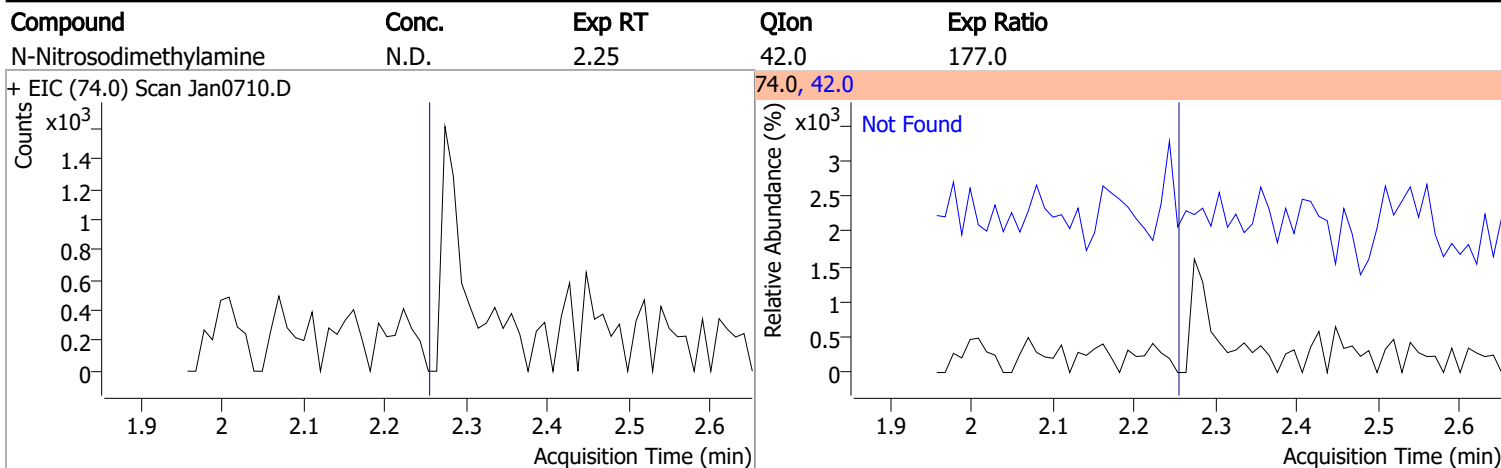 Compound Conc. Exp RT QIon Exp Ratio
N-Nitrosodimethylamine N.D. 2.25 42.0 177.0
+ EIC (74.0) Scan Jan0710.D
Counts
x10³
1.4
1.2
1
0.8
0.6
0.4
0.2
0
1.9 2 2.1 2.2 2.3 2.4 2.5 2.6
Acquisition Time (min)
74.0, 42.0
Relative Abundance (%)
x10³
Not Found
3
2.5
2
1.5
1
0.5
0
1.9 2 2.1 2.2 2.3 2.4 2.5 2.6
Acquisition Time (min)